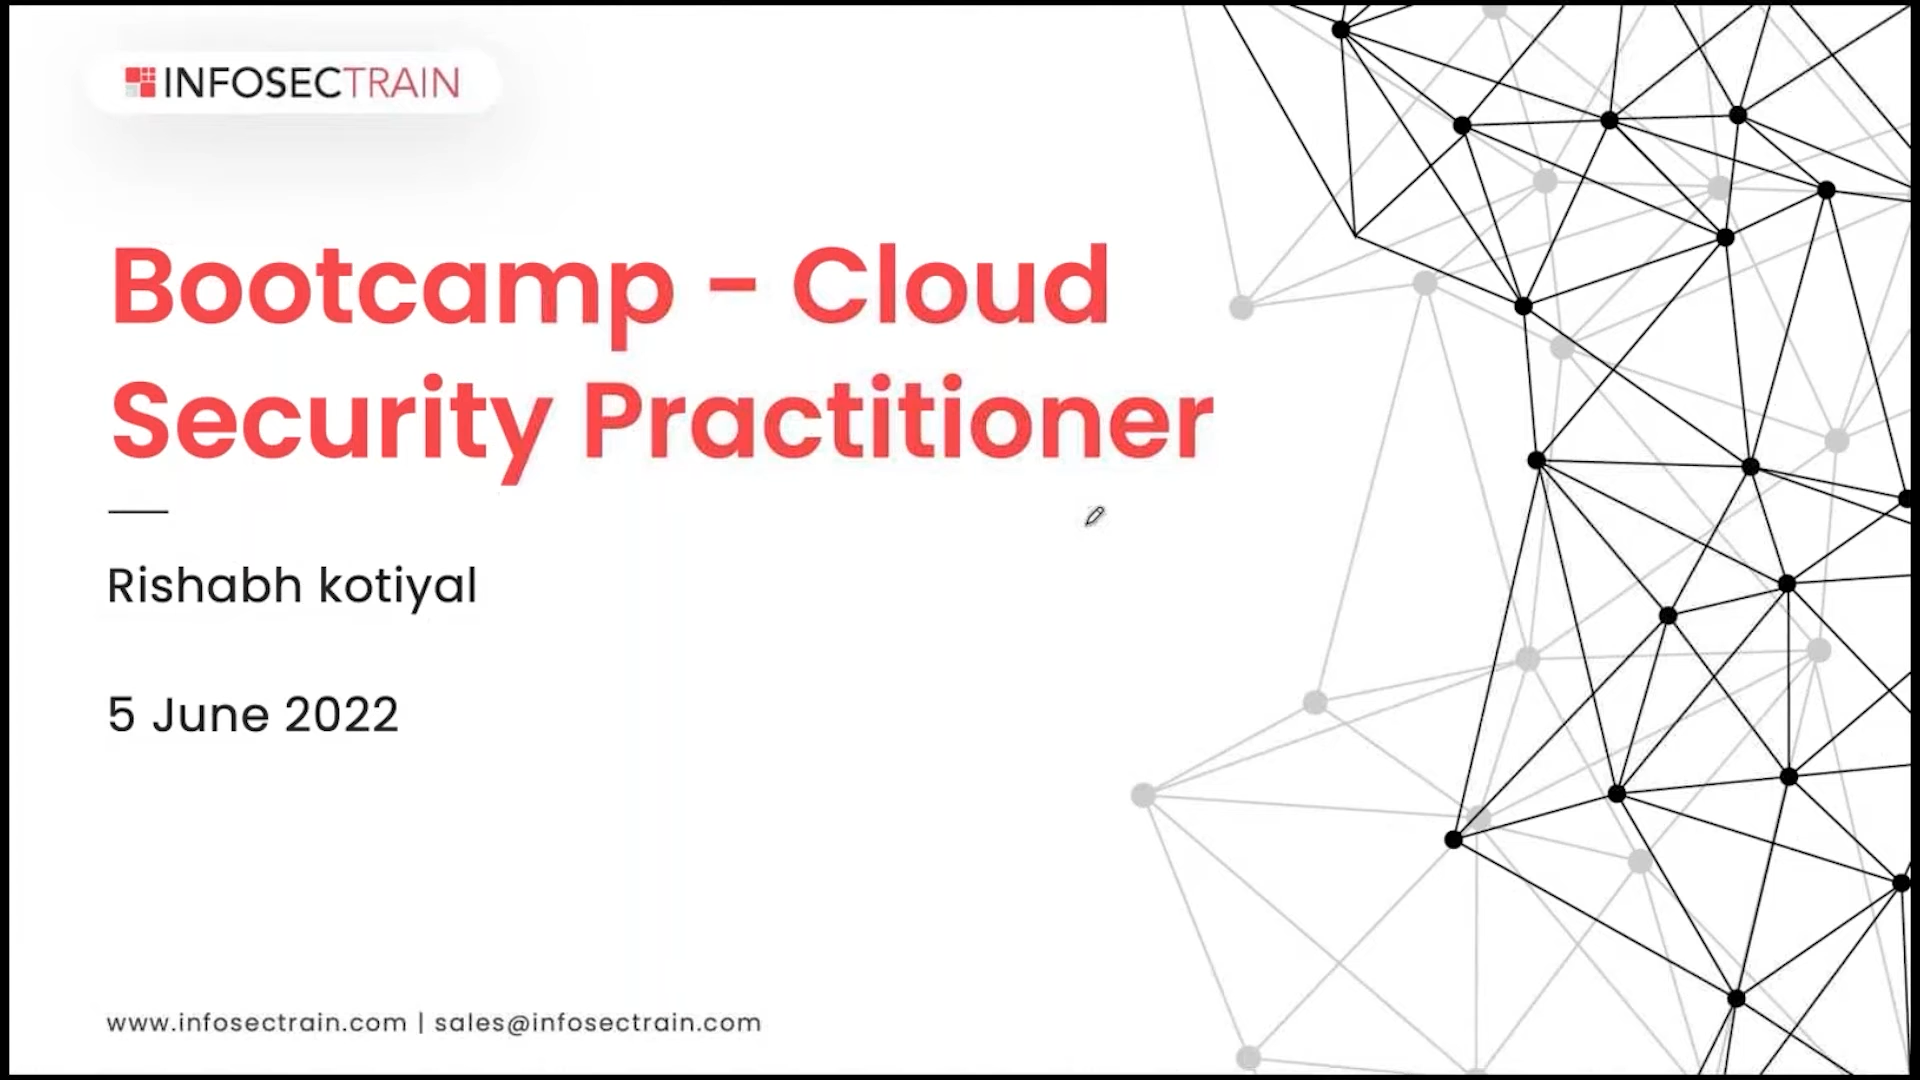 INFOSECTRAIN
Bootcamp - Cloud
Security Practitioner
Rishabh kotiyal
5 June 2022
www.infosectrain.com | sales@infosectrain.com